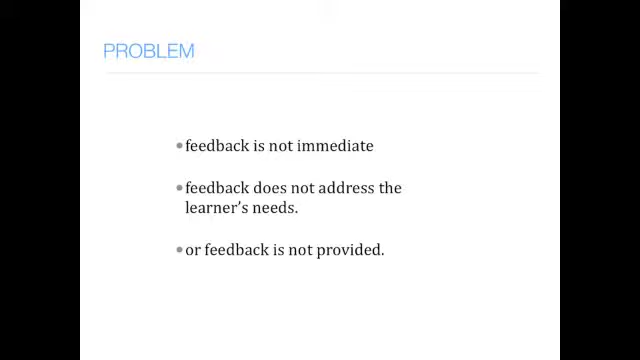 PROBLEM
•feedback is not immediate
•feedback does not address the
learner’s needs.
•or feedback is not provided.